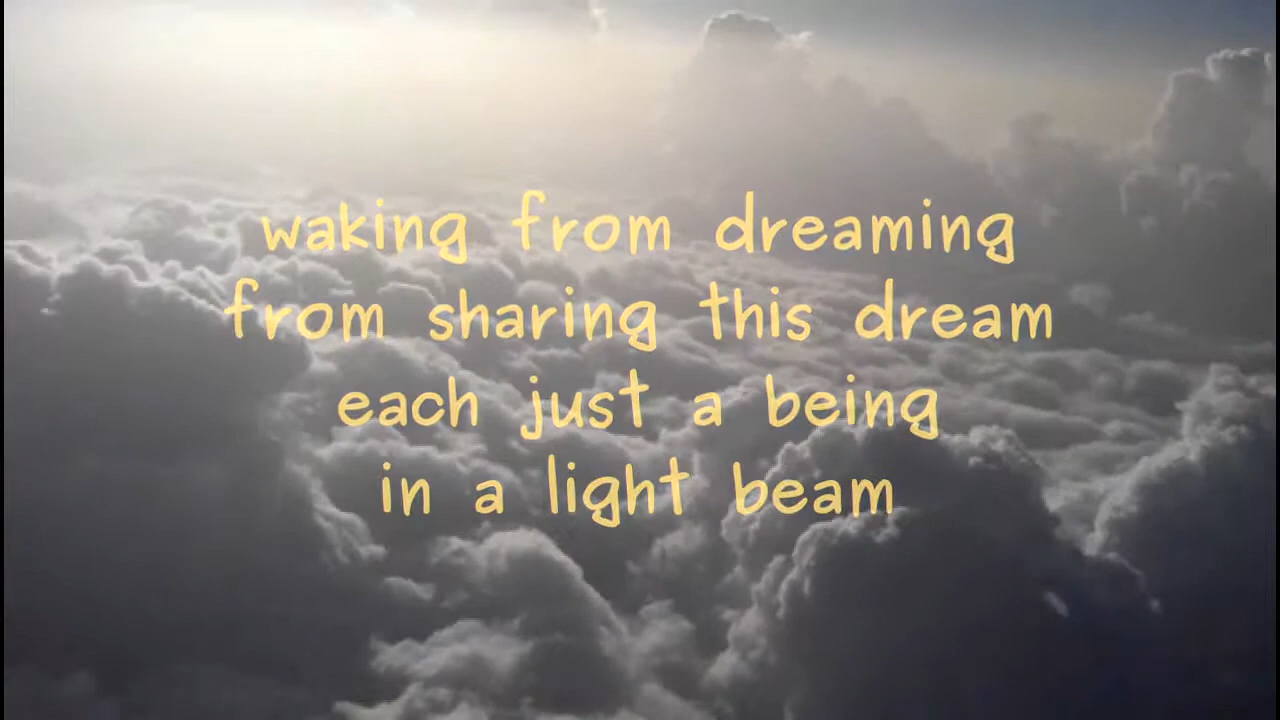 waking from dreaming
from sharing this dream
each just a being
in a light beam